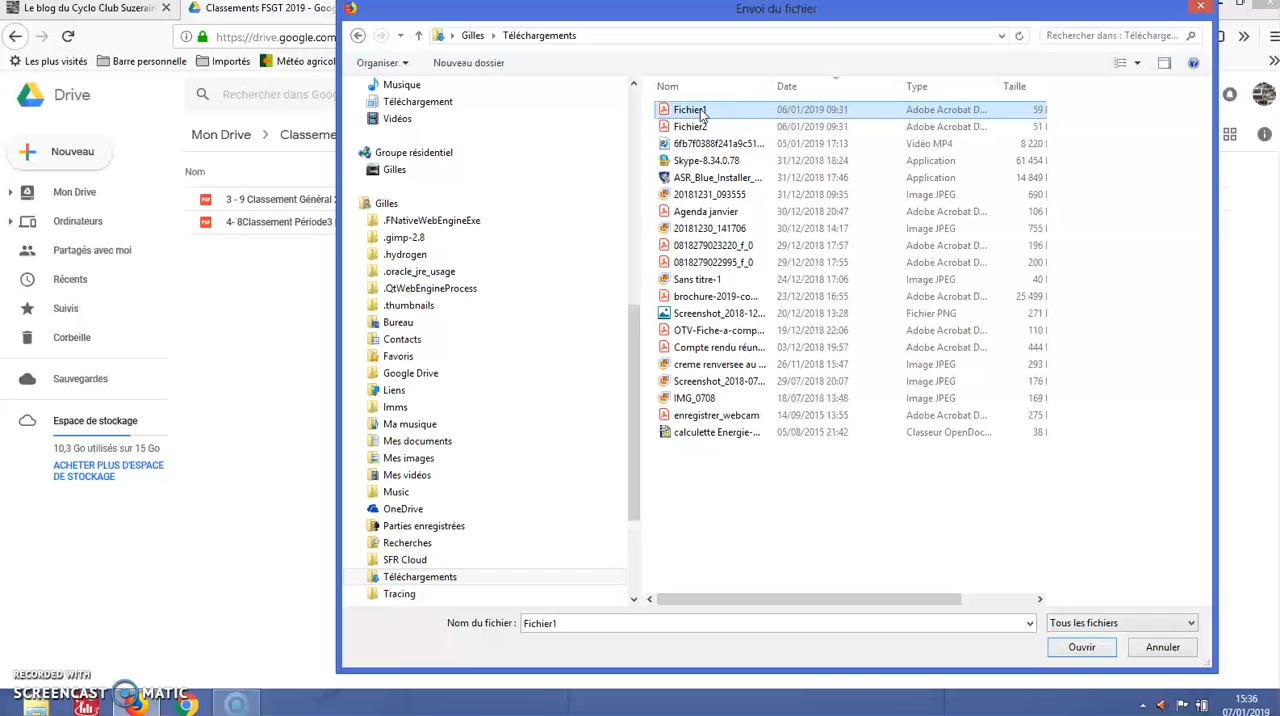 Le blog du Cyclo Club Suzerain
Classements FSGT 2019 - Goo
https://drive.google.com
Les plus visités
Barre personnelle
Importés
Météo agricol
Drive
Rechercher dans Goo
Nouveau
Mon Drive
Classeme
Nom
3 - 9 Classement Général
4- 8Classement Période3
Mon Drive
Ordinateurs
Partagés avec moi
Récents
Suivis
Corbeille
Sauvegardes
Espace de stockage
10,3 Go utilisés sur 15 Go
ACHETER PLUS D'ESPACE
DE STOCKAGE
Envoi du fichier
Gilles
Téléchargements
Rechercher dans : Télécharge...
Organiser
Nouveau dossier
Musique
Téléchargement
Vidéos
Groupe résidentiel
Gilles
Gilles
.FNativeWebEngineExe
.gimp-2.8
.hydrogen
.oracle_jre_usage
.QtWebEngineProcess
.thumbnails
Bureau
Contacts
Favoris
Google Drive
Liens
Imms
Ma musique
Mes documents
Mes images
Mes vidéos
Music
OneDrive
Parties enregistrées
Recherches
SFR Cloud
Téléchargements
Tracing
Nom Date Type Taille
Fichier1 06/01/2019 09:31 Adobe Acrobat D... 59
Fichier2 06/01/2019 09:31 Adobe Acrobat D... 51
6fb7f0388f241a9c51... 05/01/2019 17:13 Vidéo MP4 8 220
Skype-8.34.0.78 31/12/2018 18:24 Application 61 454
ASR_Blue_Installer_... 31/12/2018 17:46 Application 14 849
20181231_093555 31/12/2018 09:35 Image JPEG 690
Agenda janvier 30/12/2018 20:47 Adobe Acrobat D... 106
20181230_141706 30/12/2018 14:17 Image JPEG 755
0818279023220_f_0 29/12/2018 17:57 Adobe Acrobat D... 196
0818279022995_f_0 29/12/2018 17:55 Adobe Acrobat D... 200
Sans titre-1 24/12/2018 17:06 Image JPEG 40
brochure-2019-co... 23/12/2018 16:55 Adobe Acrobat D... 25 499
Screenshot_2018-12... 20/12/2018 13:28 Fichier PNG 271
OTV-Fiche-a-comp... 19/12/2018 22:06 Adobe Acrobat D... 110
Compte rendu réun... 03/12/2018 19:57 Adobe Acrobat D... 444
creme renversee au ... 26/11/2018 15:47 Image JPEG 293
Screenshot_2018-07... 29/07/2018 20:07 Image JPEG 176
IMG_0708 18/07/2018 13:48 Image JPEG 169
enregistrer_webcam 14/09/2015 13:55 Adobe Acrobat D... 275
calculette Energie-... 05/08/2015 21:42 Classeur OpenDoc... 38
Nom du fichier : Fichier1
Tous les fichiers
Ouvrir
Annuler
RECORDED WITH
SCREENCAST MATIC
15:36
07/01/2019